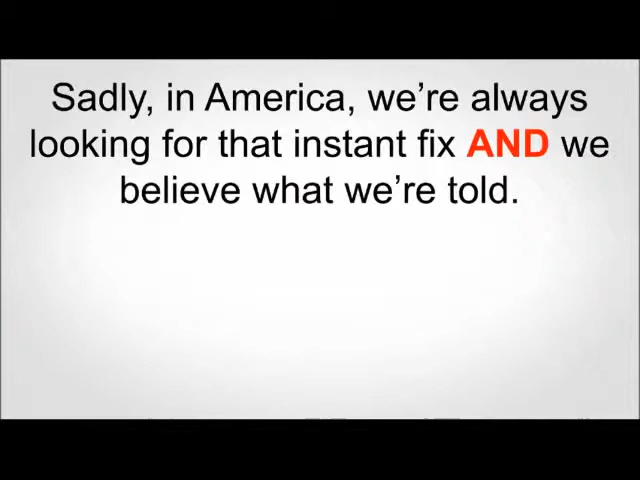 Sadly, in America, we’re always
looking for that instant fix AND we
believe what we’re told.